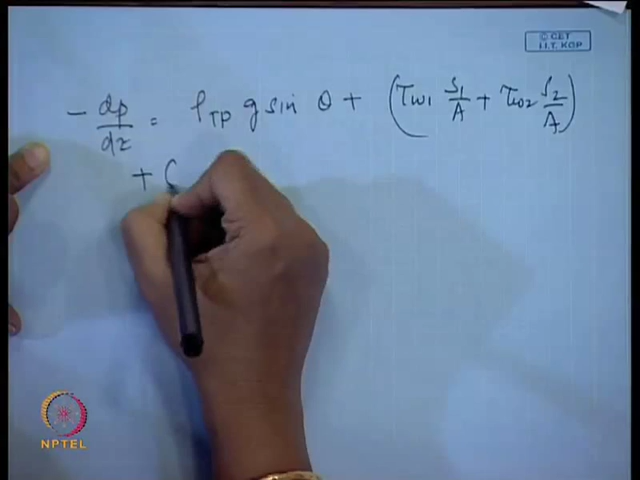 © CET
I.I.T. KGP
- dp/dz = ρTP g sin θ + (τw1 S1/A + τw2 S2/A)
+ (
NPTEL